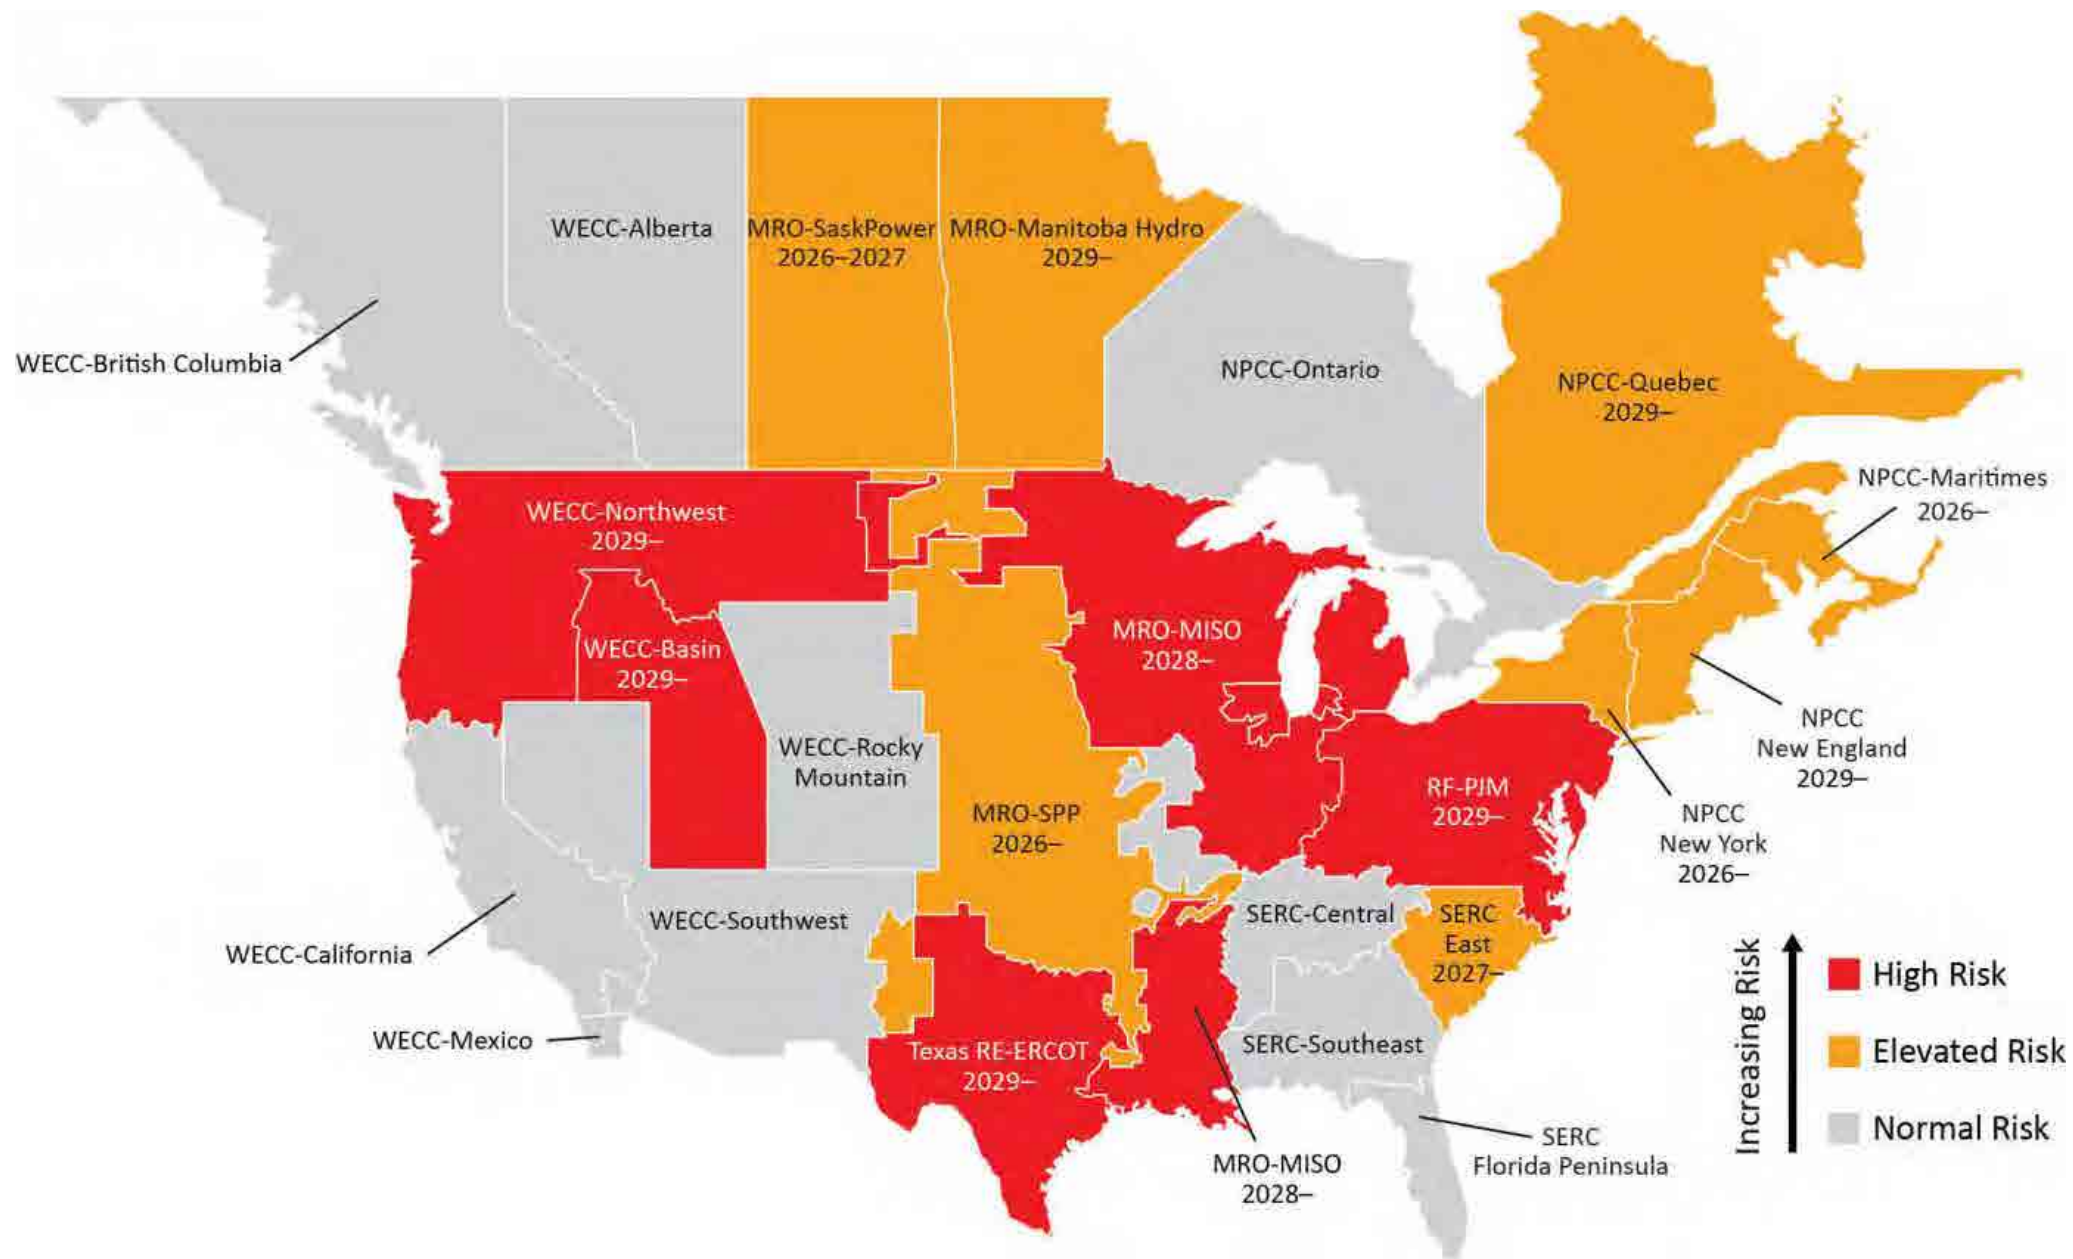 WECC-Alberta
MRO-SaskPower
2026–2027
MRO-Manitoba Hydro
2029–
WECC-British Columbia
NPCC-Ontario
NPCC-Quebec
2029–
NPCC-Maritimes
2026–
WECC-Northwest
2029–
WECC-Basin
2029–
MRO-MISO
2028–
WECC-Rocky
Mountain
NPCC
New England
2029–
MRO-SPP
2026–
RF-PJM
2029–
NPCC
New York
2026–
WECC-California
WECC-Southwest
SERC-Central
SERC
East
2027–
WECC-Mexico
Texas RE-ERCOT
2029–
SERC-Southeast
MRO-MISO
2028–
SERC
Florida Peninsula
Increasing Risk
High Risk
Elevated Risk
Normal Risk